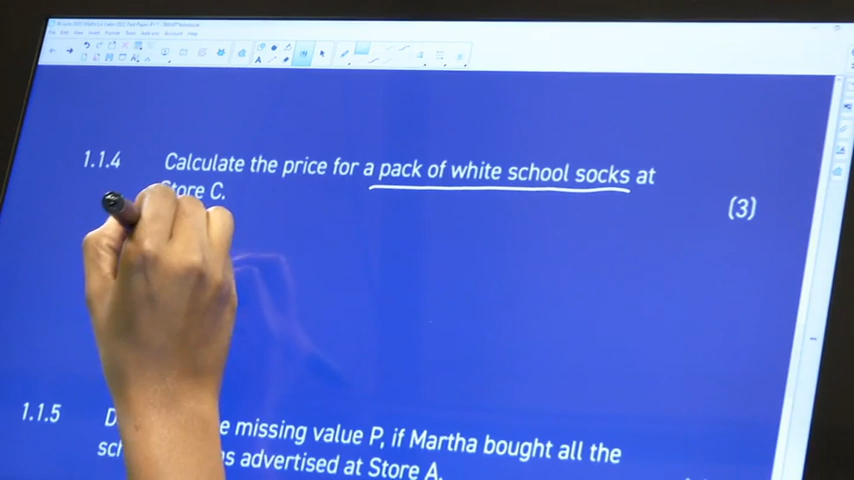 1.1.4 Calculate the price for a pack of white school socks at
Store C.
(3)
1.1.5 missing value P, if Martha bought all the
as advertised at Store A.